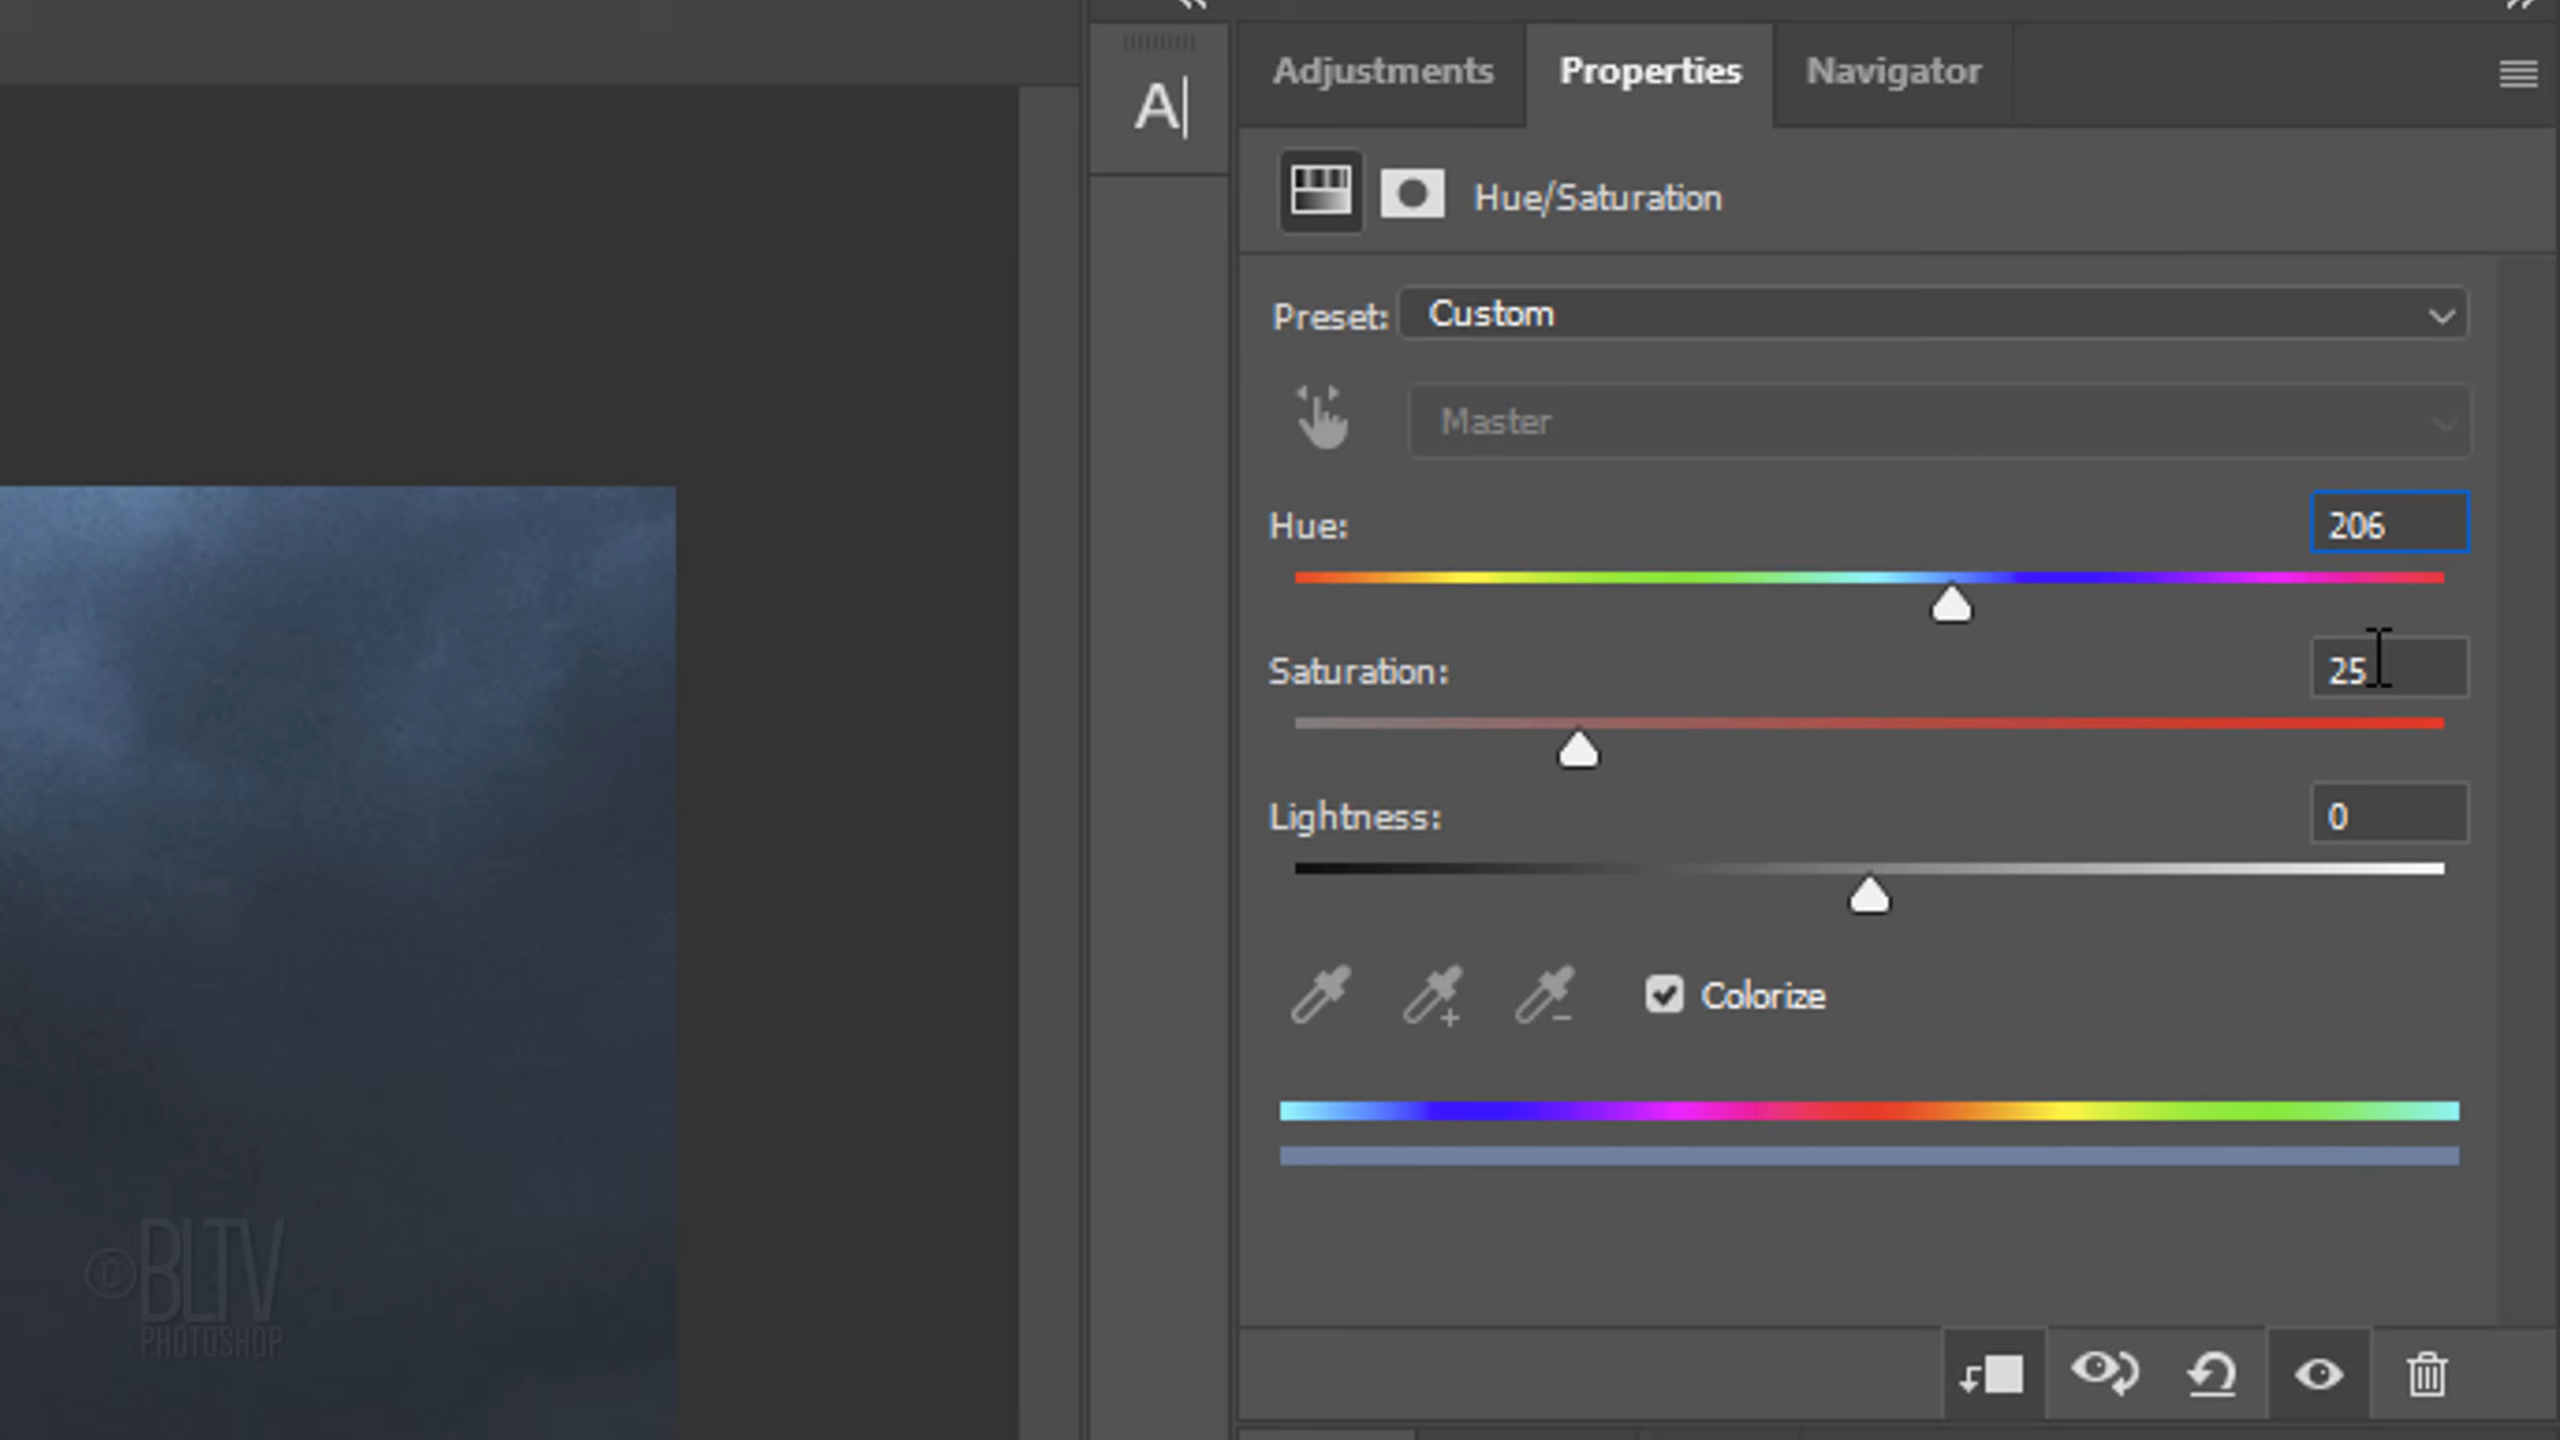 A
Adjustments Properties Navigator
Hue/Saturation
Preset: Custom
Master
Hue: 206
Saturation: 25
Lightness: 0
Colorize
©BLTV
PHOTOSHOP